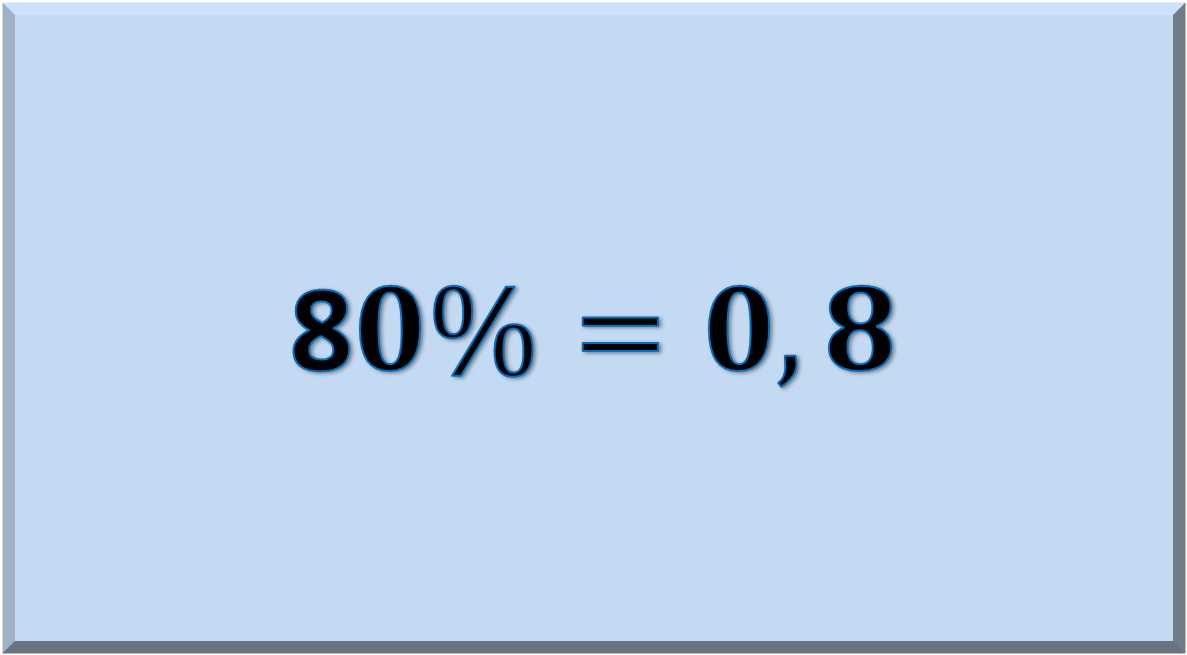 80% = 0, 8